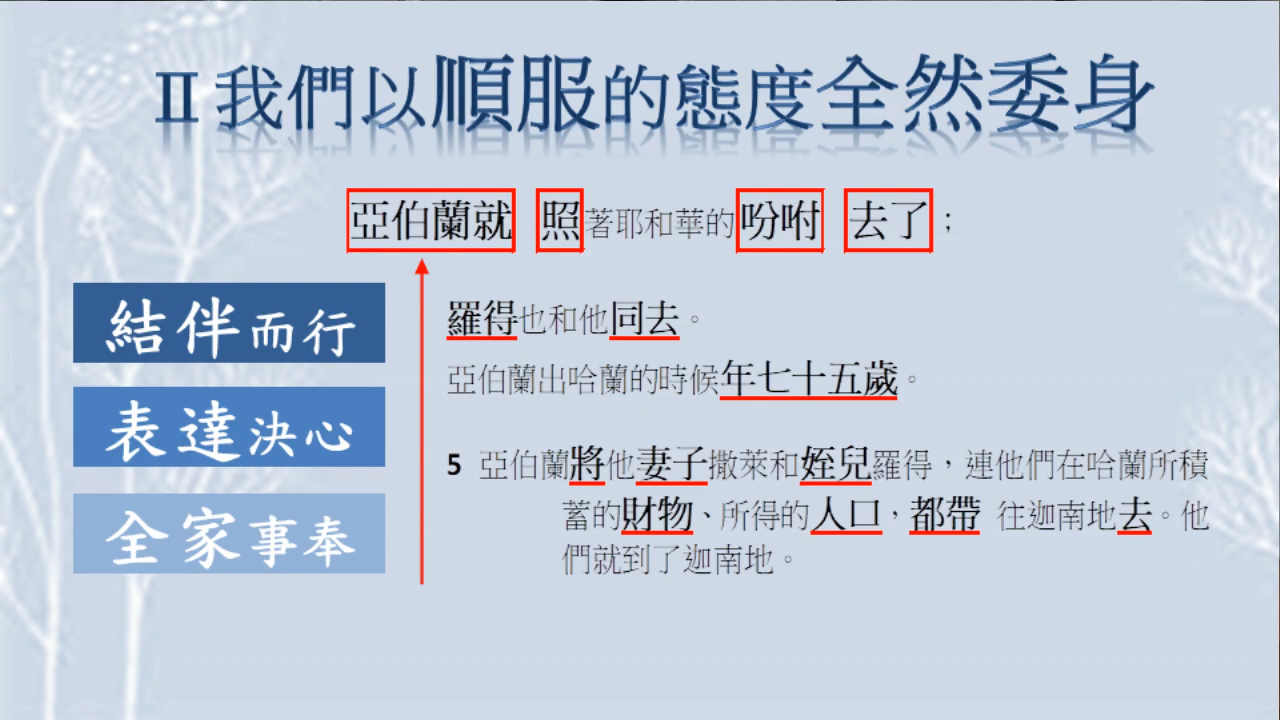 II 我們以順服的態度全然委身
亞伯蘭就 照著耶和華的吩咐 去了；
結伴而行
表達決心
全家事奉
羅得也和他同去。
亞伯蘭出哈蘭的時候年七十五歲。
5 亞伯蘭將他妻子撒萊和姪兒羅得，連他們在哈蘭所積
蓄的財物、所得的人口，都帶 往迦南地去。他
們就到了迦南地。